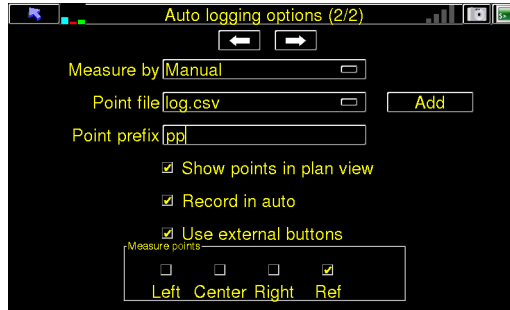 Auto logging options (2/2)
Measure by Manual
Point file log.csv Add
Point prefix pp
Show points in plan view
Record in auto
Use external buttons
Measure points
Left Center Right Ref